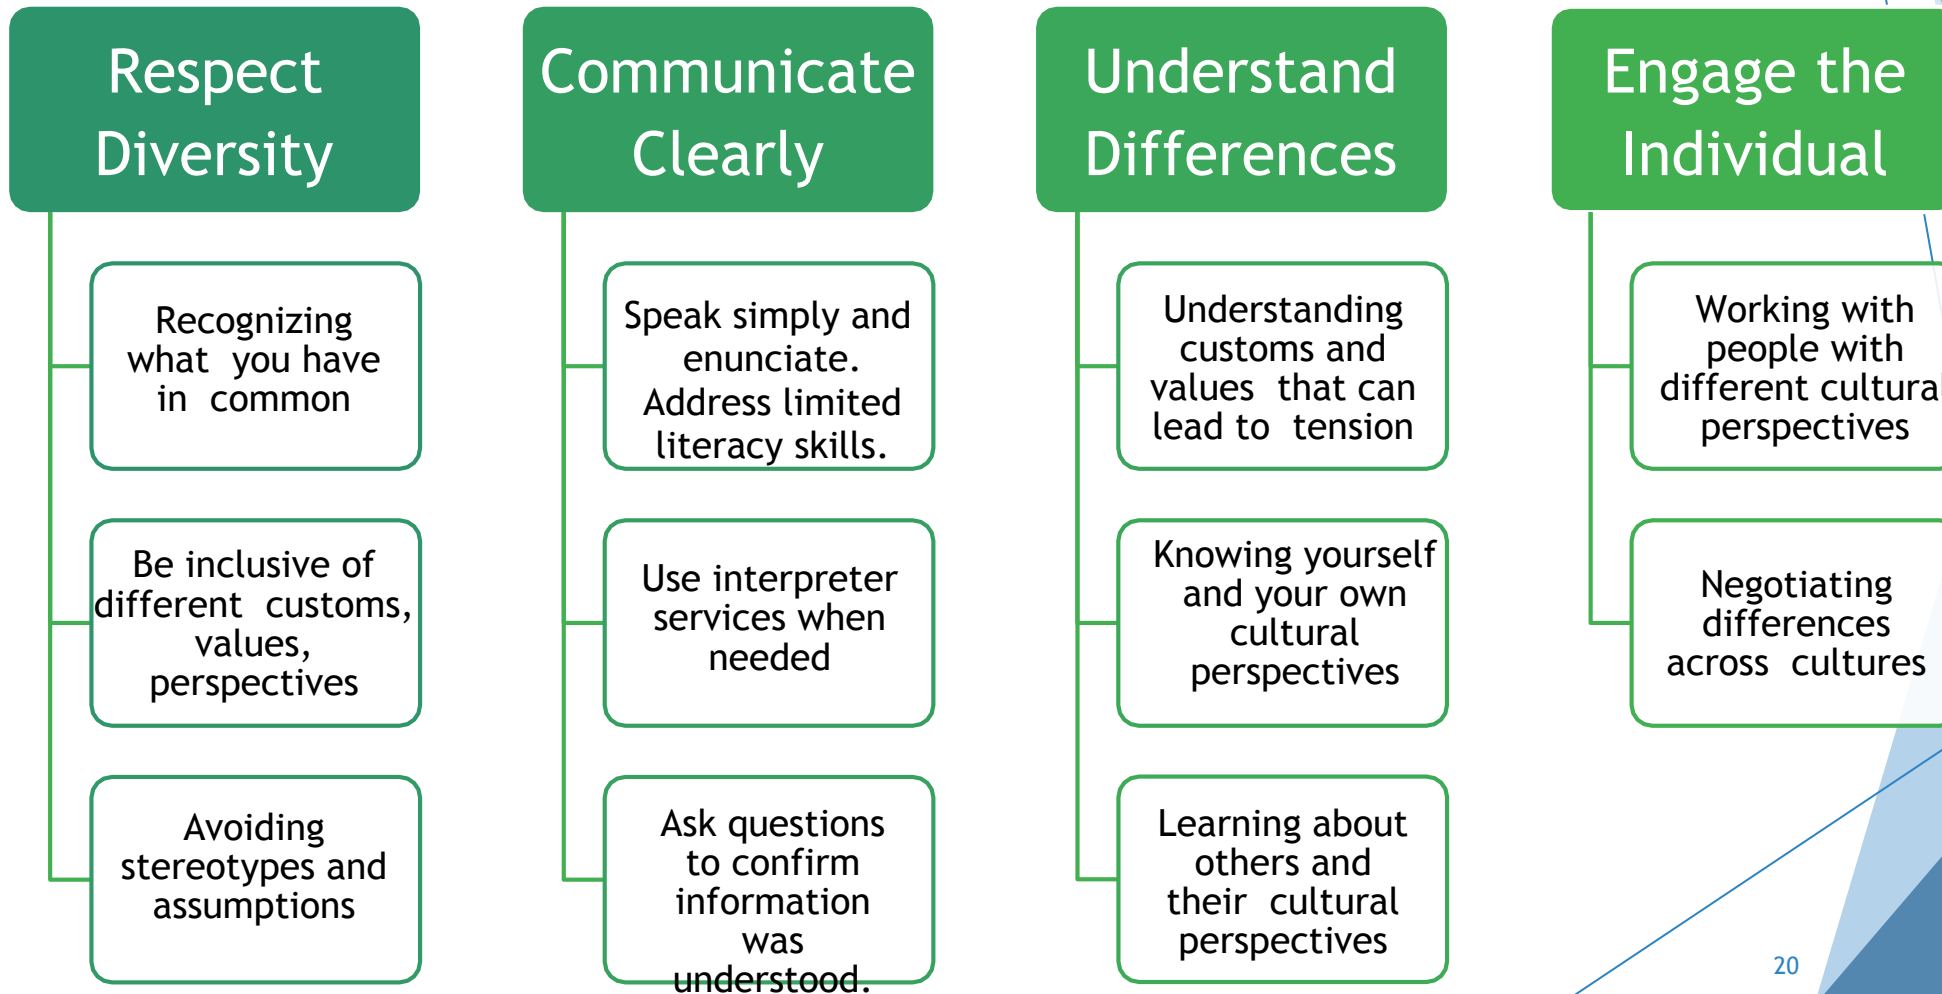 Respect
Diversity
Recognizing
what you have
in common
Be inclusive of
different customs,
values,
perspectives
Avoiding
stereotypes and
assumptions
Communicate
Clearly
Speak simply and
enunciate.
Address limited
literacy skills.
Use interpreter
services when
needed
Ask questions
to confirm
information
was
understood.
Understand
Differences
Understanding
customs and
values that can
lead to tension
Knowing yourself
and your own
cultural
perspectives
Learning about
others and
their cultural
perspectives
Engage the
Individual
Working with
people with
different cultural
perspectives
Negotiating
differences
across cultures
20